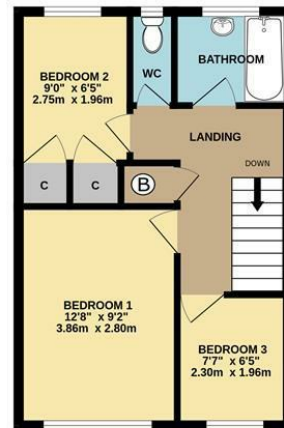 BEDROOM 2
9'0" x 6'5"
2.75m x 1.96m
WC
BATHROOM
LANDING
DOWN
C
C
B
BEDROOM 1
12'8" x 9'2"
3.86m x 2.80m
BEDROOM 3
7'7" x 6'5"
2.30m x 1.96m